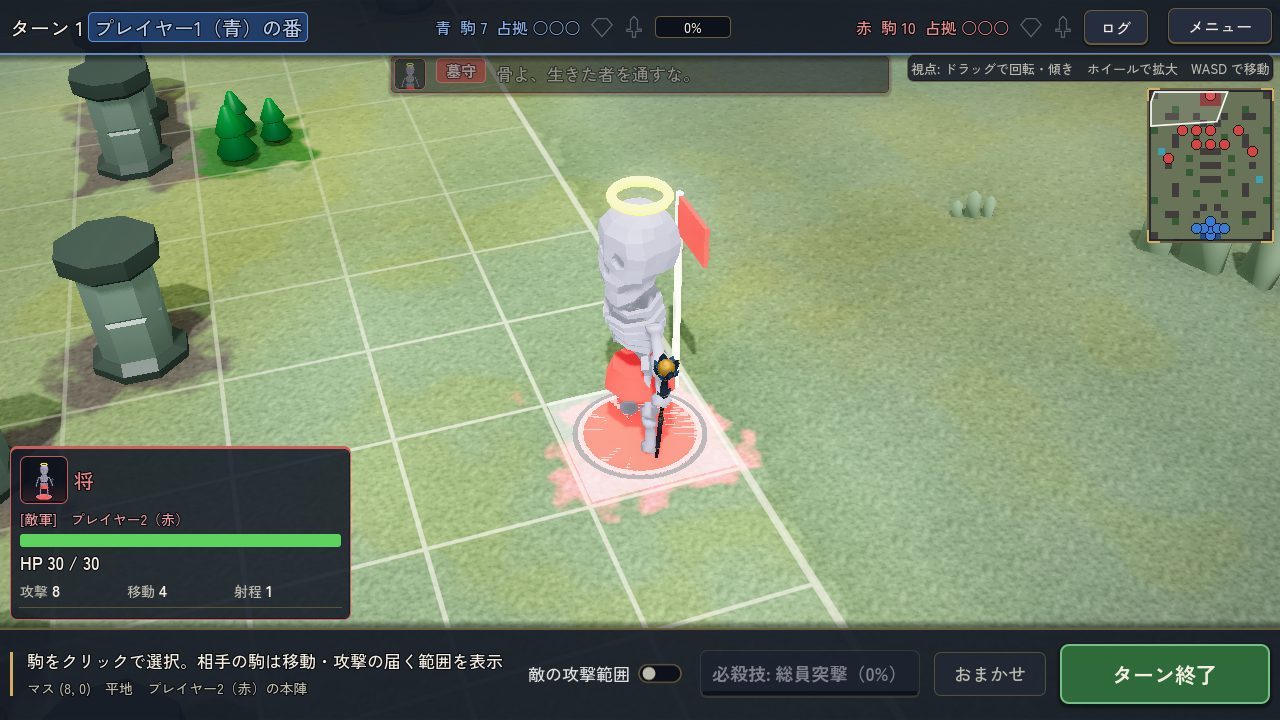 ターン 1 プレイヤー1（青）の番
青 駒 7 占拠 〇〇〇 0%
赤 駒 10 占拠 〇〇〇
ログ
メニュー
墓守 骨よ、生きた者を通すな。
視点: ドラッグで回転・傾き ホイールで拡大 WASD で移動
将
[敵軍] プレイヤー2（赤）
HP 30 / 30
攻撃 8 移動 4 射程 1
駒をクリックで選択。相手の駒は移動・攻撃の届く範囲を表示
マス (8, 0) 平地 プレイヤー2（赤）の本陣
敵の攻撃範囲
必殺技: 総員突撃（0%）
おまかせ
ターン終了